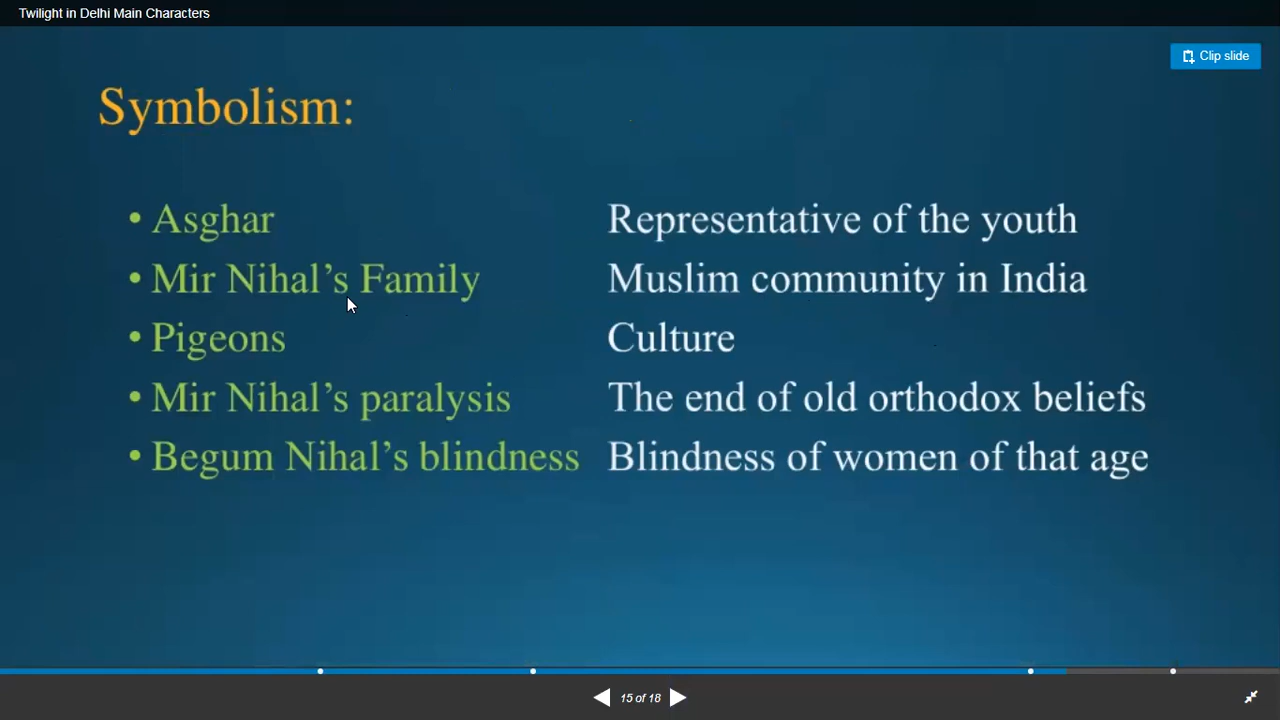 Twilight in Delhi Main Characters
Clip slide
Symbolism:
• Asghar Representative of the youth
• Mir Nihal’s Family Muslim community in India
• Pigeons Culture
• Mir Nihal’s paralysis The end of old orthodox beliefs
• Begum Nihal’s blindness Blindness of women of that age
15 of 18